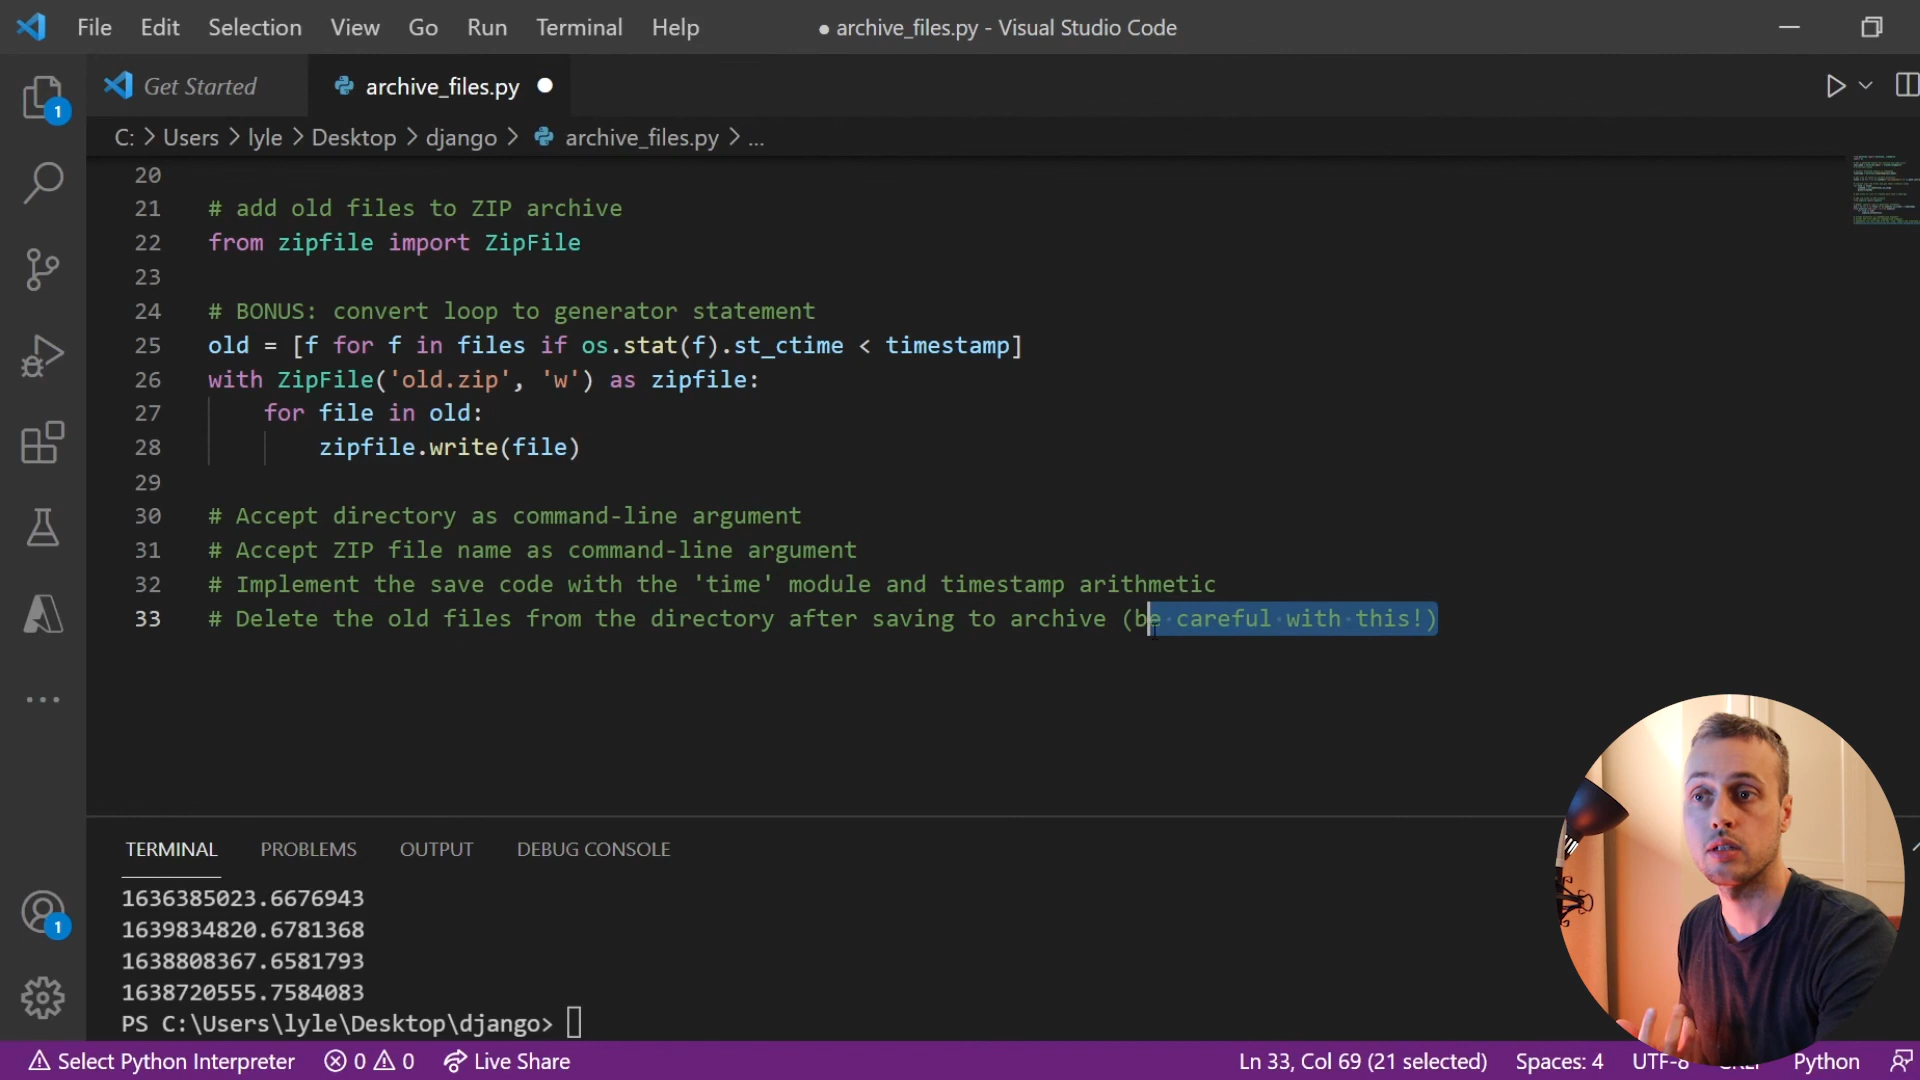 File Edit Selection View Go Run Terminal Help ● archive_files.py - Visual Studio Code
Get Started archive_files.py
C: > Users > lyle > Desktop > django > archive_files.py > ...
20
21 # add old files to ZIP archive
22 from zipfile import ZipFile
23
24 # BONUS: convert loop to generator statement
25 old = [f for f in files if os.stat(f).st_ctime < timestamp]
26 with ZipFile('old.zip', 'w') as zipfile:
27 for file in old:
28 zipfile.write(file)
29
30 # Accept directory as command-line argument
31 # Accept ZIP file name as command-line argument
32 # Implement the save code with the 'time' module and timestamp arithmetic
33 # Delete the old files from the directory after saving to archive (be careful with this!)
1
TERMINAL PROBLEMS OUTPUT DEBUG CONSOLE
1636385023.6676943
1639834820.6781368
1638808367.6581793
1638720555.7584083
PS C:\Users\lyle\Desktop\django>
1
Select Python Interpreter 0 0 Live Share Ln 33, Col 69 (21 selected) Spaces: 4 UTF-8 Python